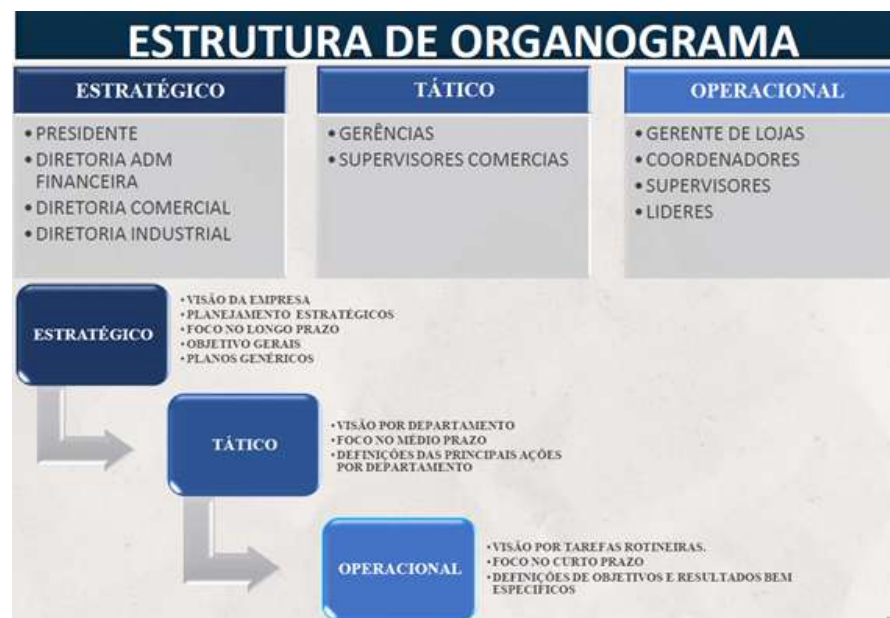 ESTRUTURA DE ORGANOGRAMA
ESTRATÉGICO
• PRESIDENTE
• DIRETORIA ADM
FINANCEIRA
• DIRETORIA COMERCIAL
• DIRETORIA INDUSTRIAL
TÁTICO
• GERÊNCIAS
• SUPERVISORES COMERCIAS
OPERACIONAL
• GERENTE DE LOJAS
• COORDENADORES
• SUPERVISORES
• LIDERES
ESTRATÉGICO
• VISÃO DA EMPRESA
• PLANEJAMENTO ESTRATÉGICOS
• FOCO NO LONGO PRAZO
• OBJETIVO GERAIS
• PLANOS GENÉRICOS
TÁTICO
• VISÃO POR DEPARTAMENTO
• FOCO NO MÉDIO PRAZO
• DEFINIÇÕES DAS PRINCIPAIS AÇÕES
POR DEPARTAMENTO
OPERACIONAL
• VISÃO POR TAREFAS ROTINEIRAS.
• FOCO NO CURTO PRAZO
• DEFINIÇÕES DE OBJETIVOS E RESULTADOS BEM
ESPECIFICOS